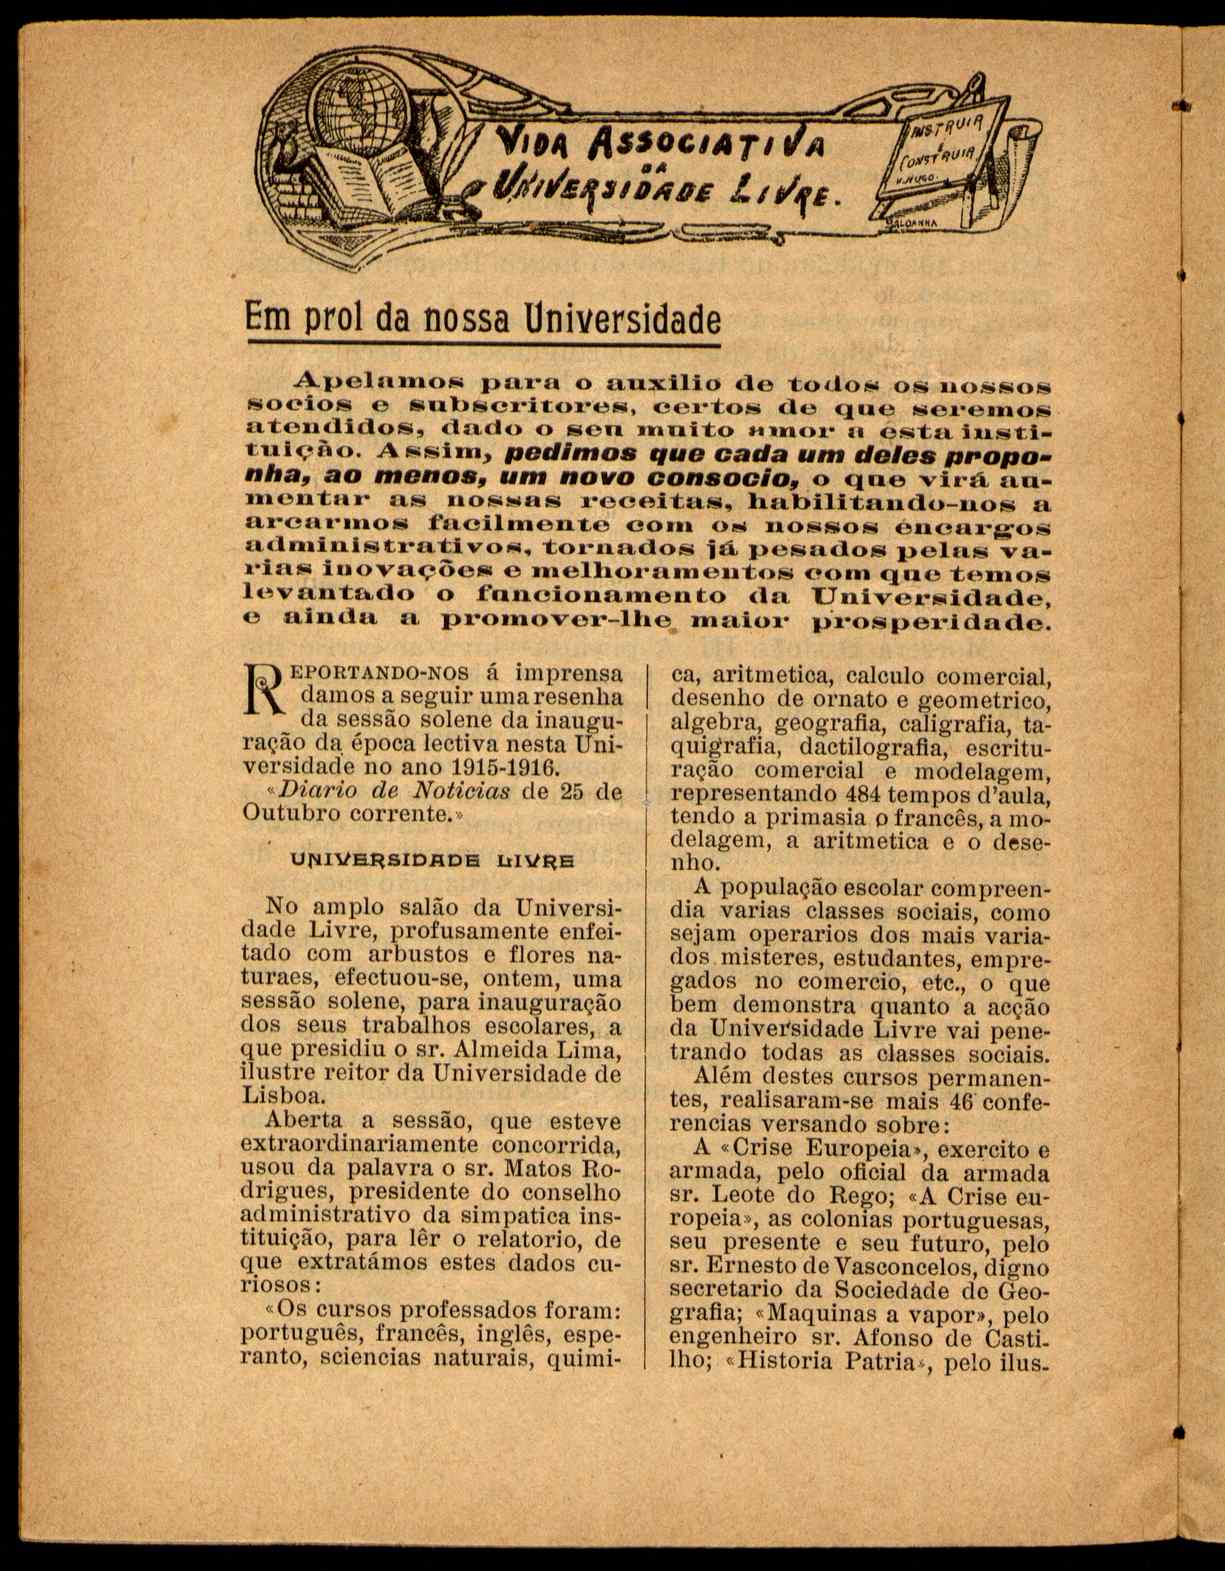 VIDA ASSOCIATIVA
DA
UNIVERSIDADE LIVRE.
INSTRUIR
É
CONSTRUIR
V. HUGO.
SALDANHA
Em prol da nossa Universidade
Apelamos para o auxilio de todos os nossos
socios e subscritores, certos de que seremos
atendidos, dado o seu muito amor a esta insti-
tuição. Assim, pedimos que cada um deles propo-
nha, ao menos, um novo consocio, o que virá au-
mentar as nossas receitas, habilitando-nos a
arcarmos facilmente com os nossos encargos
administrativos, tornados já pesados pelas va-
rias inovações e melhoramentos com que temos
levantado o funcionamento da Universidade,
e ainda a promover-lhe maior prosperidade.
REPORTANDO-NOS á imprensa
damos a seguir uma resenha
da sessão solene da inaugu-
ração da época lectiva nesta Uni-
versidade no ano 1915-1916.
«Diario de Noticias de 25 de
Outubro corrente.»
UNIVERSIDADE LIVRE
No amplo salão da Universi-
dade Livre, profusamente enfei-
tado com arbustos e flores na-
turaes, efectuou-se, ontem, uma
sessão solene, para inauguração
dos seus trabalhos escolares, a
que presidiu o sr. Almeida Lima,
ilustre reitor da Universidade de
Lisboa.
Aberta a sessão, que esteve
extraordinariamente concorrida,
usou da palavra o sr. Matos Ro-
drigues, presidente do conselho
administrativo da simpatica ins-
tituição, para lêr o relatorio, de
que extratámos estes dados cu-
riosos:
«Os cursos professados foram:
português, francês, inglês, espe-
ranto, sciencias naturais, quimi-
ca, aritmetica, calculo comercial,
desenho de ornato e geometrico,
algebra, geografia, caligrafia, ta-
quigrafia, dactilografia, escritu-
ração comercial e modelagem,
representando 484 tempos d'aula,
tendo a primasia o francês, a mo-
delagem, a aritmetica e o dese-
nho.
A população escolar compreen-
dia varias classes sociais, como
sejam operarios dos mais varia-
dos misteres, estudantes, empre-
gados no comercio, etc., o que
bem demonstra quanto a acção
da Universidade Livre vai pene-
trando todas as classes sociais.
Além destes cursos permanen-
tes, realisaram-se mais 46 confe-
rencias versando sobre:
A «Crise Europeia», exercito e
armada, pelo oficial da armada
sr. Leote do Rego; «A Crise eu-
ropeia», as colonias portuguesas,
seu presente e seu futuro, pelo
sr. Ernesto de Vasconcelos, digno
secretario da Sociedade de Geo-
grafia; «Maquinas a vapor», pelo
engenheiro sr. Afonso de Casti-
lho; «Historia Patria», pelo ilus-